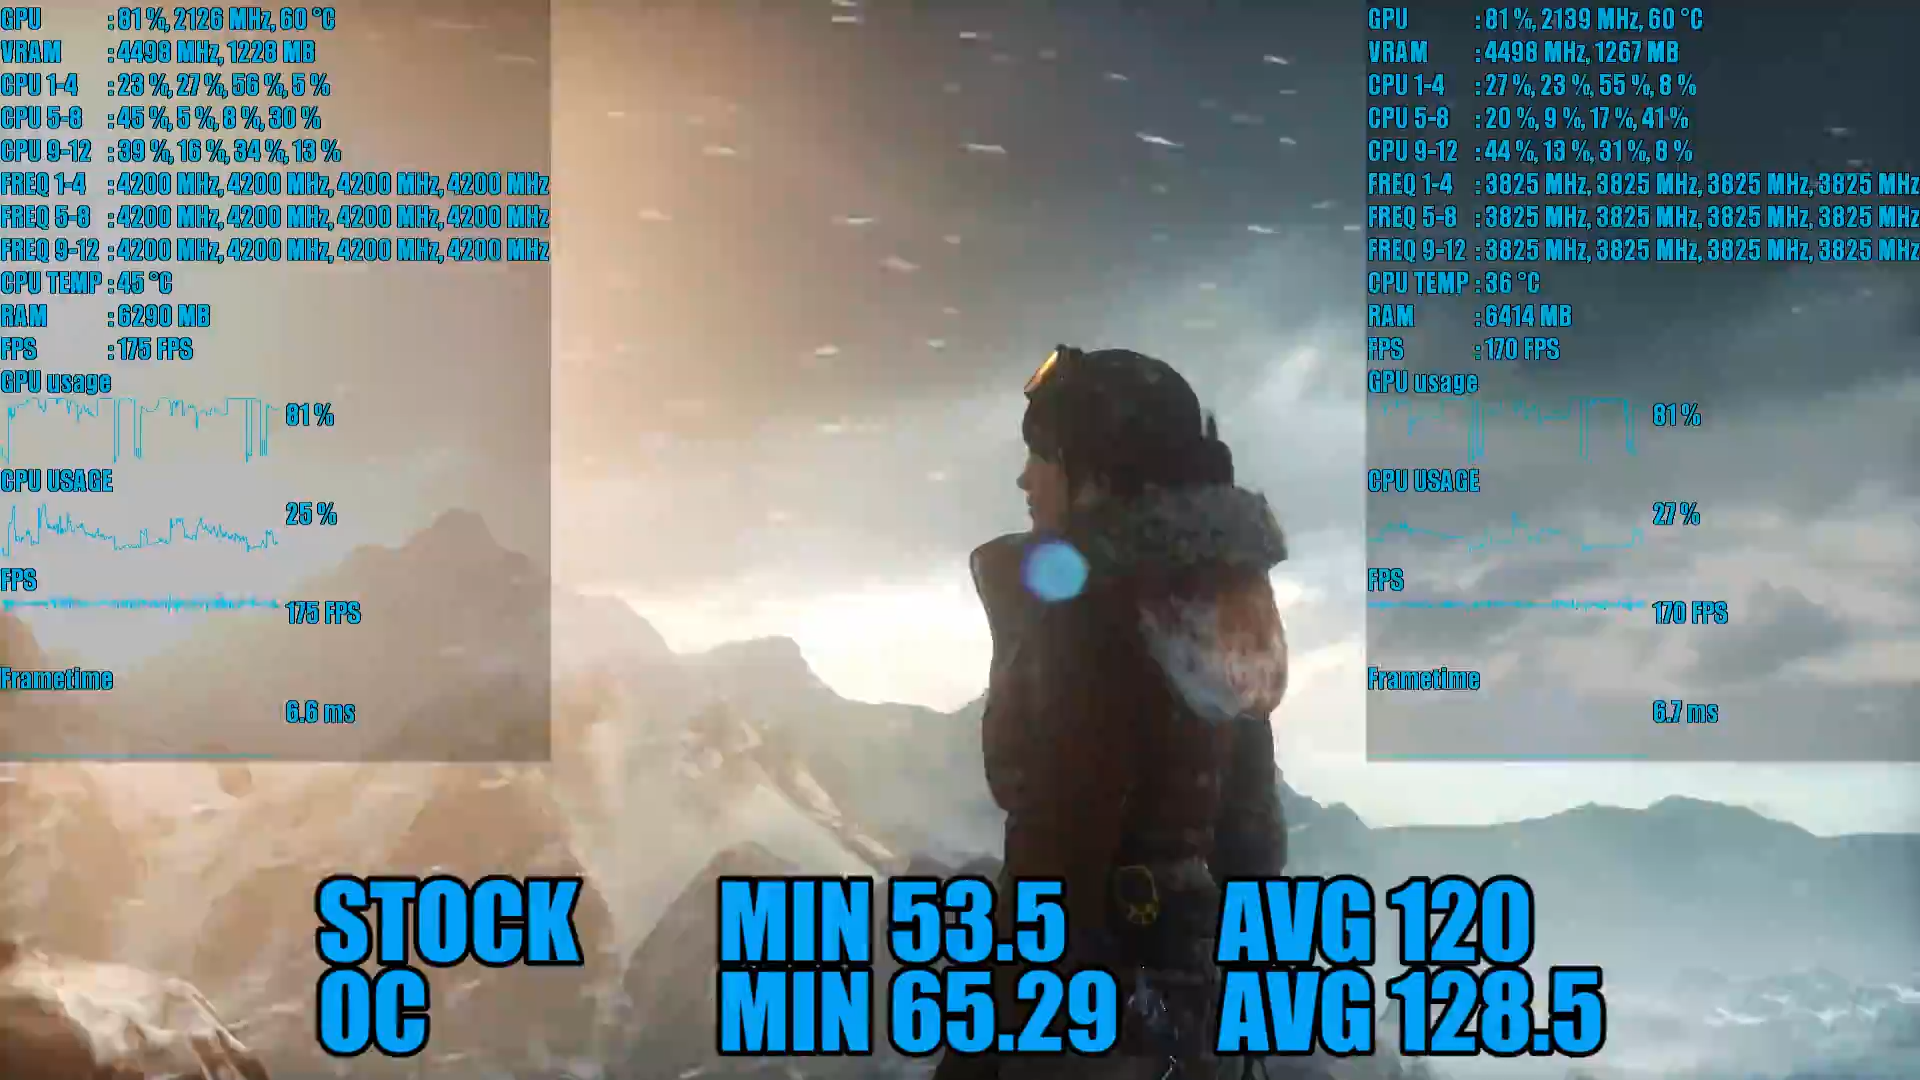 GPU : 81 %, 2126 MHz, 60 °C
VRAM : 4498 MHz, 1228 MB
CPU 1-4 : 23 %, 27 %, 56 %, 5 %
CPU 5-8 : 45 %, 5 %, 8 %, 30 %
CPU 9-12 : 39 %, 16 %, 34 %, 13 %
FREQ 1-4 : 4200 MHz, 4200 MHz, 4200 MHz, 4200 MHz
FREQ 5-8 : 4200 MHz, 4200 MHz, 4200 MHz, 4200 MHz
FREQ 9-12 : 4200 MHz, 4200 MHz, 4200 MHz, 4200 MHz
CPU TEMP : 45 °C
RAM : 6290 MB
FPS : 175 FPS
GPU usage
81 %
CPU USAGE
25 %
FPS
175 FPS
Frametime
6.6 ms
GPU : 81 %, 2139 MHz, 60 °C
VRAM : 4498 MHz, 1267 MB
CPU 1-4 : 27 %, 23 %, 55 %, 8 %
CPU 5-8 : 20 %, 9 %, 17 %, 41 %
CPU 9-12 : 44 %, 13 %, 31 %, 8 %
FREQ 1-4 : 3825 MHz, 3825 MHz, 3825 MHz, 3825 MHz
FREQ 5-8 : 3825 MHz, 3825 MHz, 3825 MHz, 3825 MHz
FREQ 9-12 : 3825 MHz, 3825 MHz, 3825 MHz, 3825 MHz
CPU TEMP : 36 °C
RAM : 6414 MB
FPS : 170 FPS
GPU usage
81 %
CPU USAGE
27 %
FPS
170 FPS
Frametime
6.7 ms
STOCK MIN 53.5 AVG 120
OC MIN 65.29 AVG 128.5